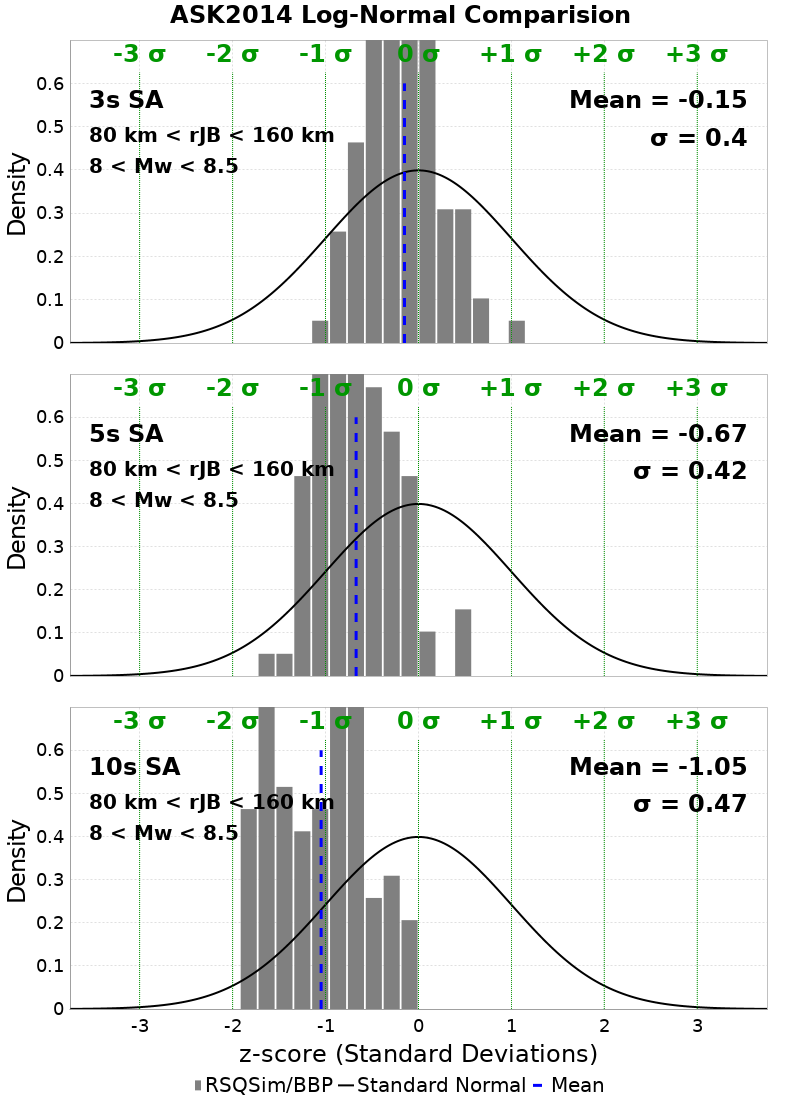 ASK2014 Log-Normal Comparision
-3 σ -2 σ -1 σ 0 σ +1 σ +2 σ +3 σ
3s SA
80 km < rJB < 160 km
8 < Mw < 8.5
Mean = -0.15
σ = 0.4
Density
0.6
0.5
0.4
0.3
0.2
0.1
0
-3 σ -2 σ -1 σ 0 σ +1 σ +2 σ +3 σ
5s SA
80 km < rJB < 160 km
8 < Mw < 8.5
Mean = -0.67
σ = 0.42
Density
0.6
0.5
0.4
0.3
0.2
0.1
0
-3 σ -2 σ -1 σ 0 σ +1 σ +2 σ +3 σ
10s SA
80 km < rJB < 160 km
8 < Mw < 8.5
Mean = -1.05
σ = 0.47
Density
0.6
0.5
0.4
0.3
0.2
0.1
0
-3 -2 -1 0 1 2 3
z-score (Standard Deviations)
RSQSim/BBP Standard Normal Mean